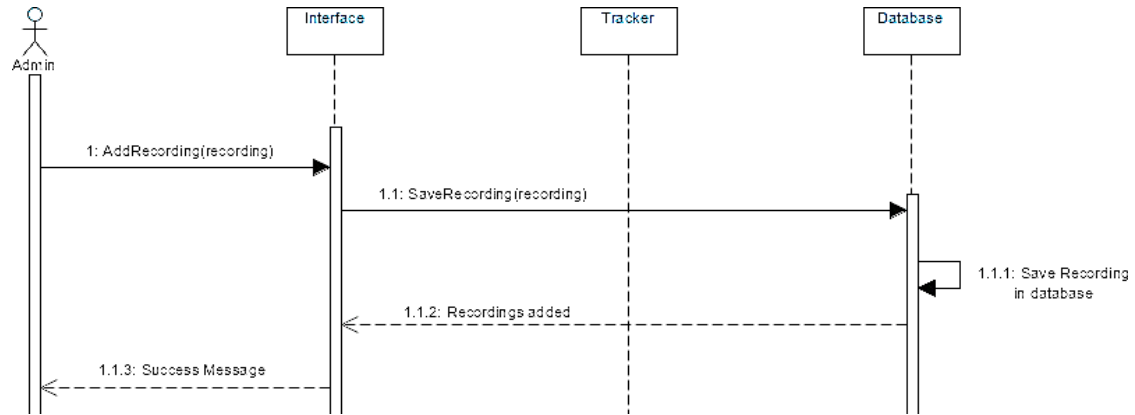 Interface
Tracker
Database
Admin
1: AddRecording(recording)
1.1: SaveRecording(recording)
1.1.1: Save Recording
in database
1.1.2: Recordings added
1.1.3: Success Message